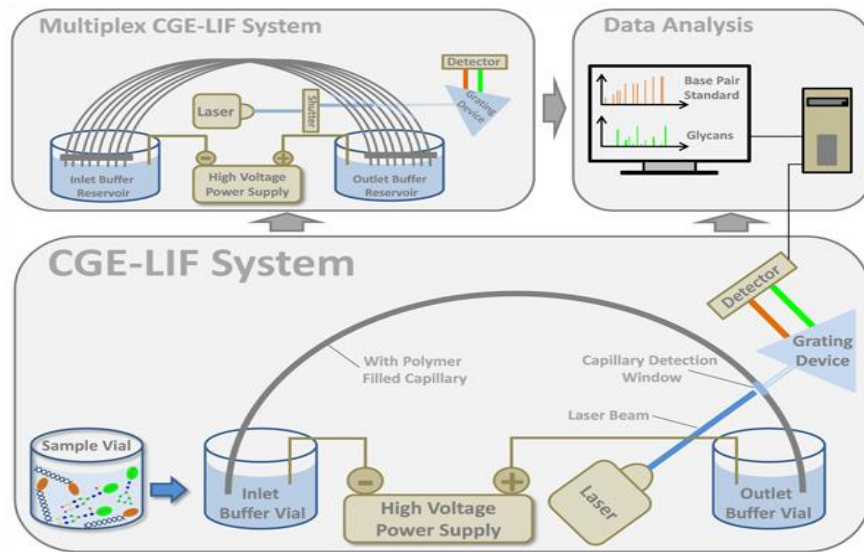 Multiplex CGE-LIF System
Detector
Laser
Shutter
Grating
Device
Inlet Buffer
Reservoir
−
+
High Voltage
Power Supply
Outlet Buffer
Reservoir
Data Analysis
Base Pair
Standard
Glycans
CGE-LIF System
Detector
Grating
Device
With Polymer
Filled Capillary
Capillary Detection
Window
Laser Beam
Sample Vial
Inlet
Buffer Vial
−
+
High Voltage
Power Supply
Laser
Outlet
Buffer Vial